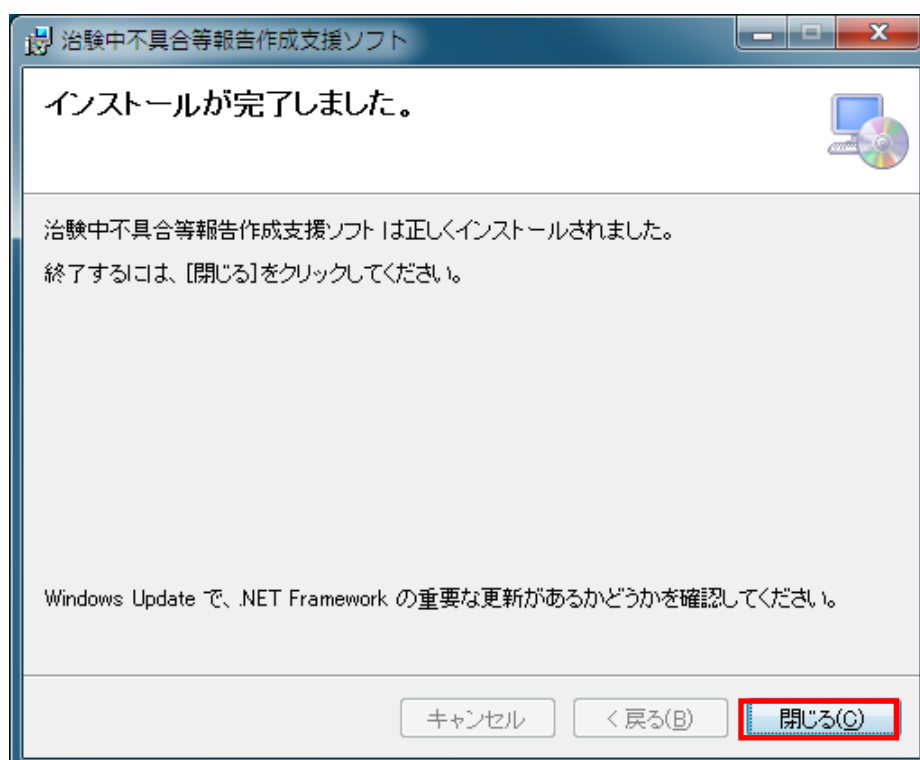 治験中不具合等報告作成支援ソフト
インストールが完了しました。
治験中不具合等報告作成支援ソフト は正しくインストールされました。
終了するには、[閉じる]をクリックしてください。
Windows Update で、.NET Framework の重要な更新があるかどうかを確認してください。
キャンセル
< 戻る(B)
閉じる(C)